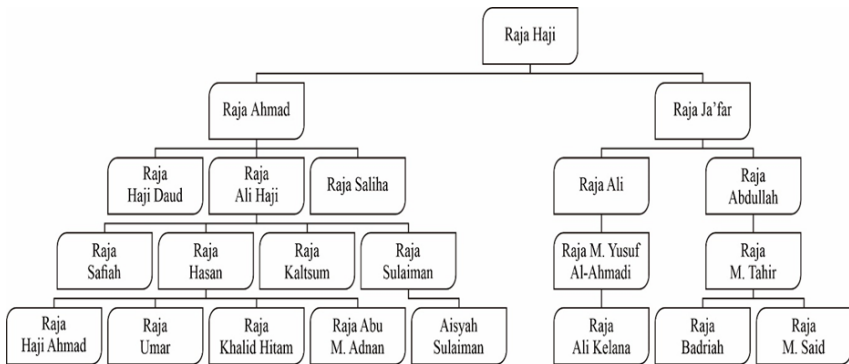 Raja Haji
Raja Ahmad
Raja Ja'far
Raja
Haji Daud
Raja
Ali Haji
Raja Saliha
Raja Ali
Raja
Abdullah
Raja
Safiah
Raja
Hasan
Raja
Kaltsum
Raja
Sulaiman
Raja M. Yusuf
Al-Ahmadi
Raja
M. Tahir
Raja
Haji Ahmad
Raja
Umar
Raja
Khalid Hitam
Raja Abu
M. Adnan
Aisyah
Sulaiman
Raja
Ali Kelana
Raja
Badriah
Raja
M. Said